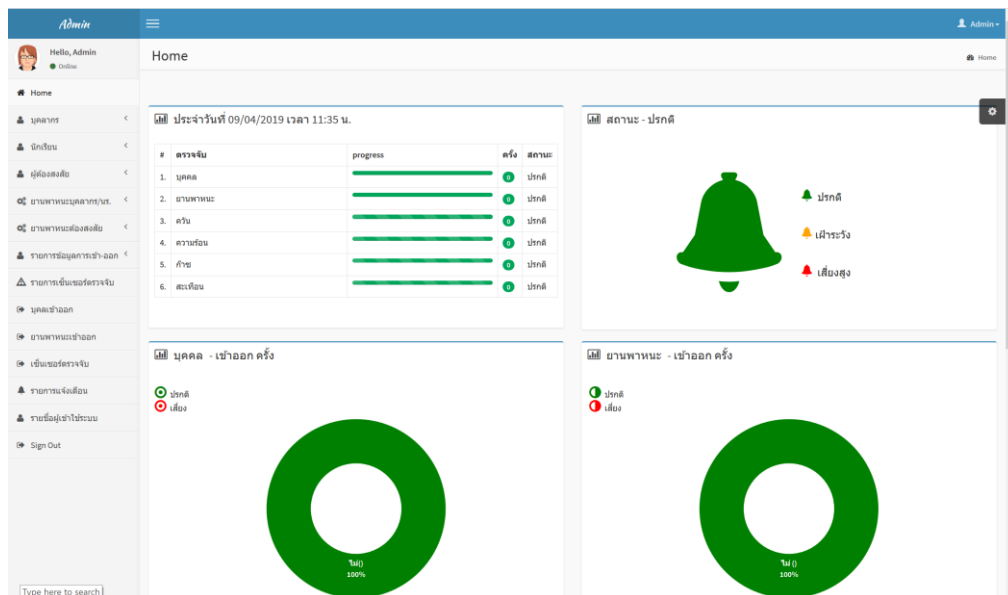 Admin
Admin
Hello, Admin
Online
Home
Home
Home
บุคลากร
นักเรียน
ผู้ต้องสงสัย
ยานพาหนะบุคลากร/นร.
ยานพาหนะต้องสงสัย
รายการข้อมูลการเข้า-ออก
รายการเซ็นเซอร์ตรวจจับ
บุคลเข้าออก
ยานพาหนะเข้าออก
เซ็นเซอร์ตรวจจับ
รายการแจ้งเตือน
รายชื่อผู้เข้าใช้ระบบ
Sign Out
Type here to search
ประจำวันที่ 09/04/2019 เวลา 11:35 น.
# ตรวจจับ progress ครั้ง สถานะ
1. บุคคล 0 ปรกติ
2. ยานพาหนะ 0 ปรกติ
3. ควัน 0 ปรกติ
4. ความร้อน 0 ปรกติ
5. ก๊าซ 0 ปรกติ
6. สะเทือน 0 ปรกติ
สถานะ - ปรกติ
ปรกติ
เฝ้าระวัง
เสี่ยงสูง
บุคคล - เข้าออก ครั้ง
ปรกติ
เสี่ยง
ไม่()
100%
ยานพาหนะ - เข้าออก ครั้ง
ปรกติ
เสี่ยง
ไม่ ()
100%